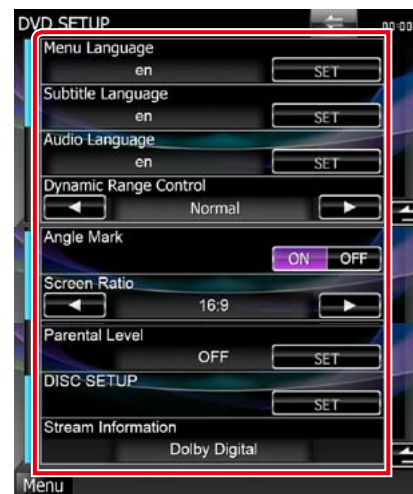 DVD SETUP 00:00
Menu Language
en SET
Subtitle Language
en SET
Audio Language
en SET
Dynamic Range Control
Normal
Angle Mark
ON OFF
Screen Ratio
16:9
Parental Level
OFF SET
DISC SETUP
SET
Stream Information
Dolby Digital
Menu